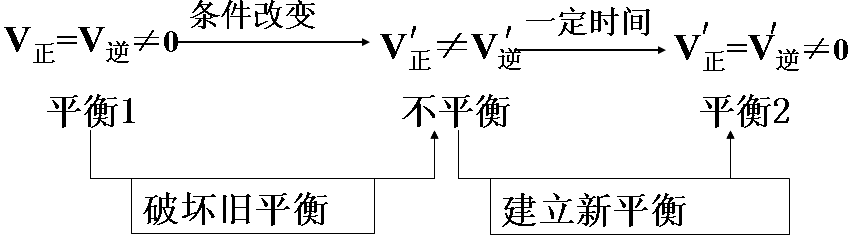 V正=V逆≠0 条件改变 V′正≠V′逆 一定时间 V′正=V′逆≠0
平衡1 不平衡 平衡2
破坏旧平衡 建立新平衡